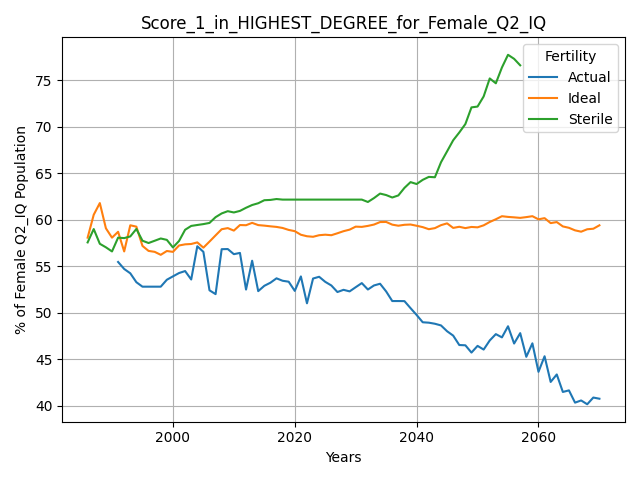 Score_1_in_HIGHEST_DEGREE_for_Female_Q2_IQ
% of Female Q2_IQ Population
75
70
65
60
55
50
45
40
2000
2020
2040
2060
Years
Fertility
Actual
Ideal
Sterile